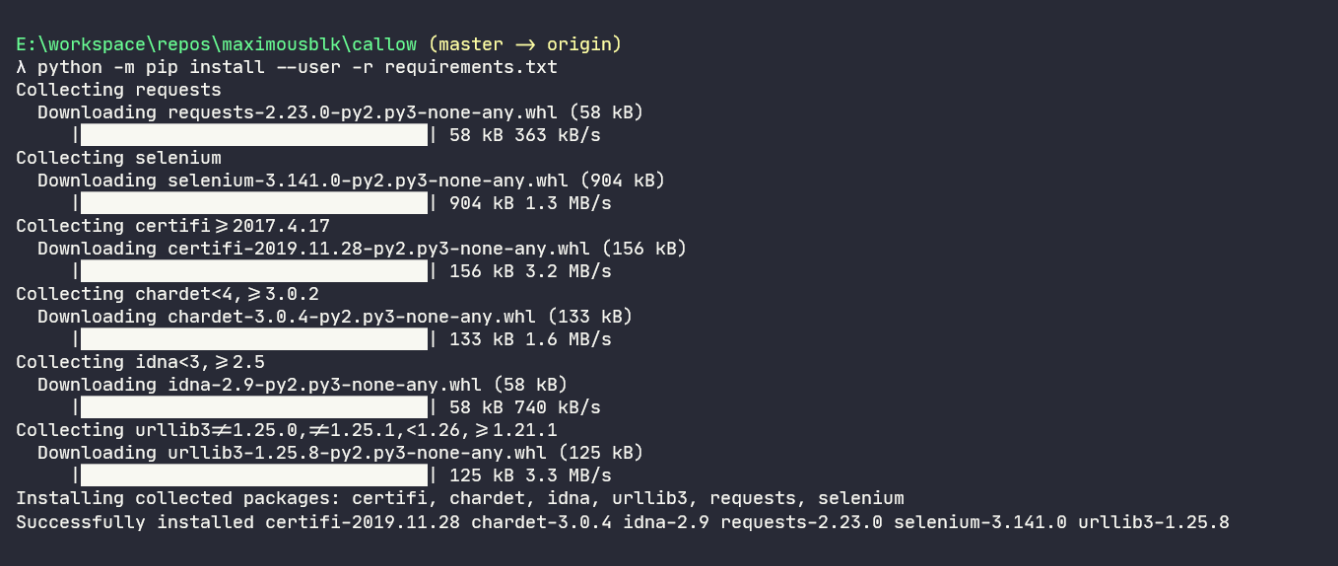 E:\workspace\repos\maximousblk\callow (master → origin)
λ python -m pip install --user -r requirements.txt
Collecting requests
Downloading requests-2.23.0-py2.py3-none-any.whl (58 kB)
|████████████████████████████████| 58 kB 363 kB/s
Collecting selenium
Downloading selenium-3.141.0-py2.py3-none-any.whl (904 kB)
|████████████████████████████████| 904 kB 1.3 MB/s
Collecting certifi≥2017.4.17
Downloading certifi-2019.11.28-py2.py3-none-any.whl (156 kB)
|████████████████████████████████| 156 kB 3.2 MB/s
Collecting chardet<4,≥3.0.2
Downloading chardet-3.0.4-py2.py3-none-any.whl (133 kB)
|████████████████████████████████| 133 kB 1.6 MB/s
Collecting idna<3,≥2.5
Downloading idna-2.9-py2.py3-none-any.whl (58 kB)
|████████████████████████████████| 58 kB 740 kB/s
Collecting urllib3≠1.25.0,≠1.25.1,<1.26,≥1.21.1
Downloading urllib3-1.25.8-py2.py3-none-any.whl (125 kB)
|████████████████████████████████| 125 kB 3.3 MB/s
Installing collected packages: certifi, chardet, idna, urllib3, requests, selenium
Successfully installed certifi-2019.11.28 chardet-3.0.4 idna-2.9 requests-2.23.0 selenium-3.141.0 urllib3-1.25.8